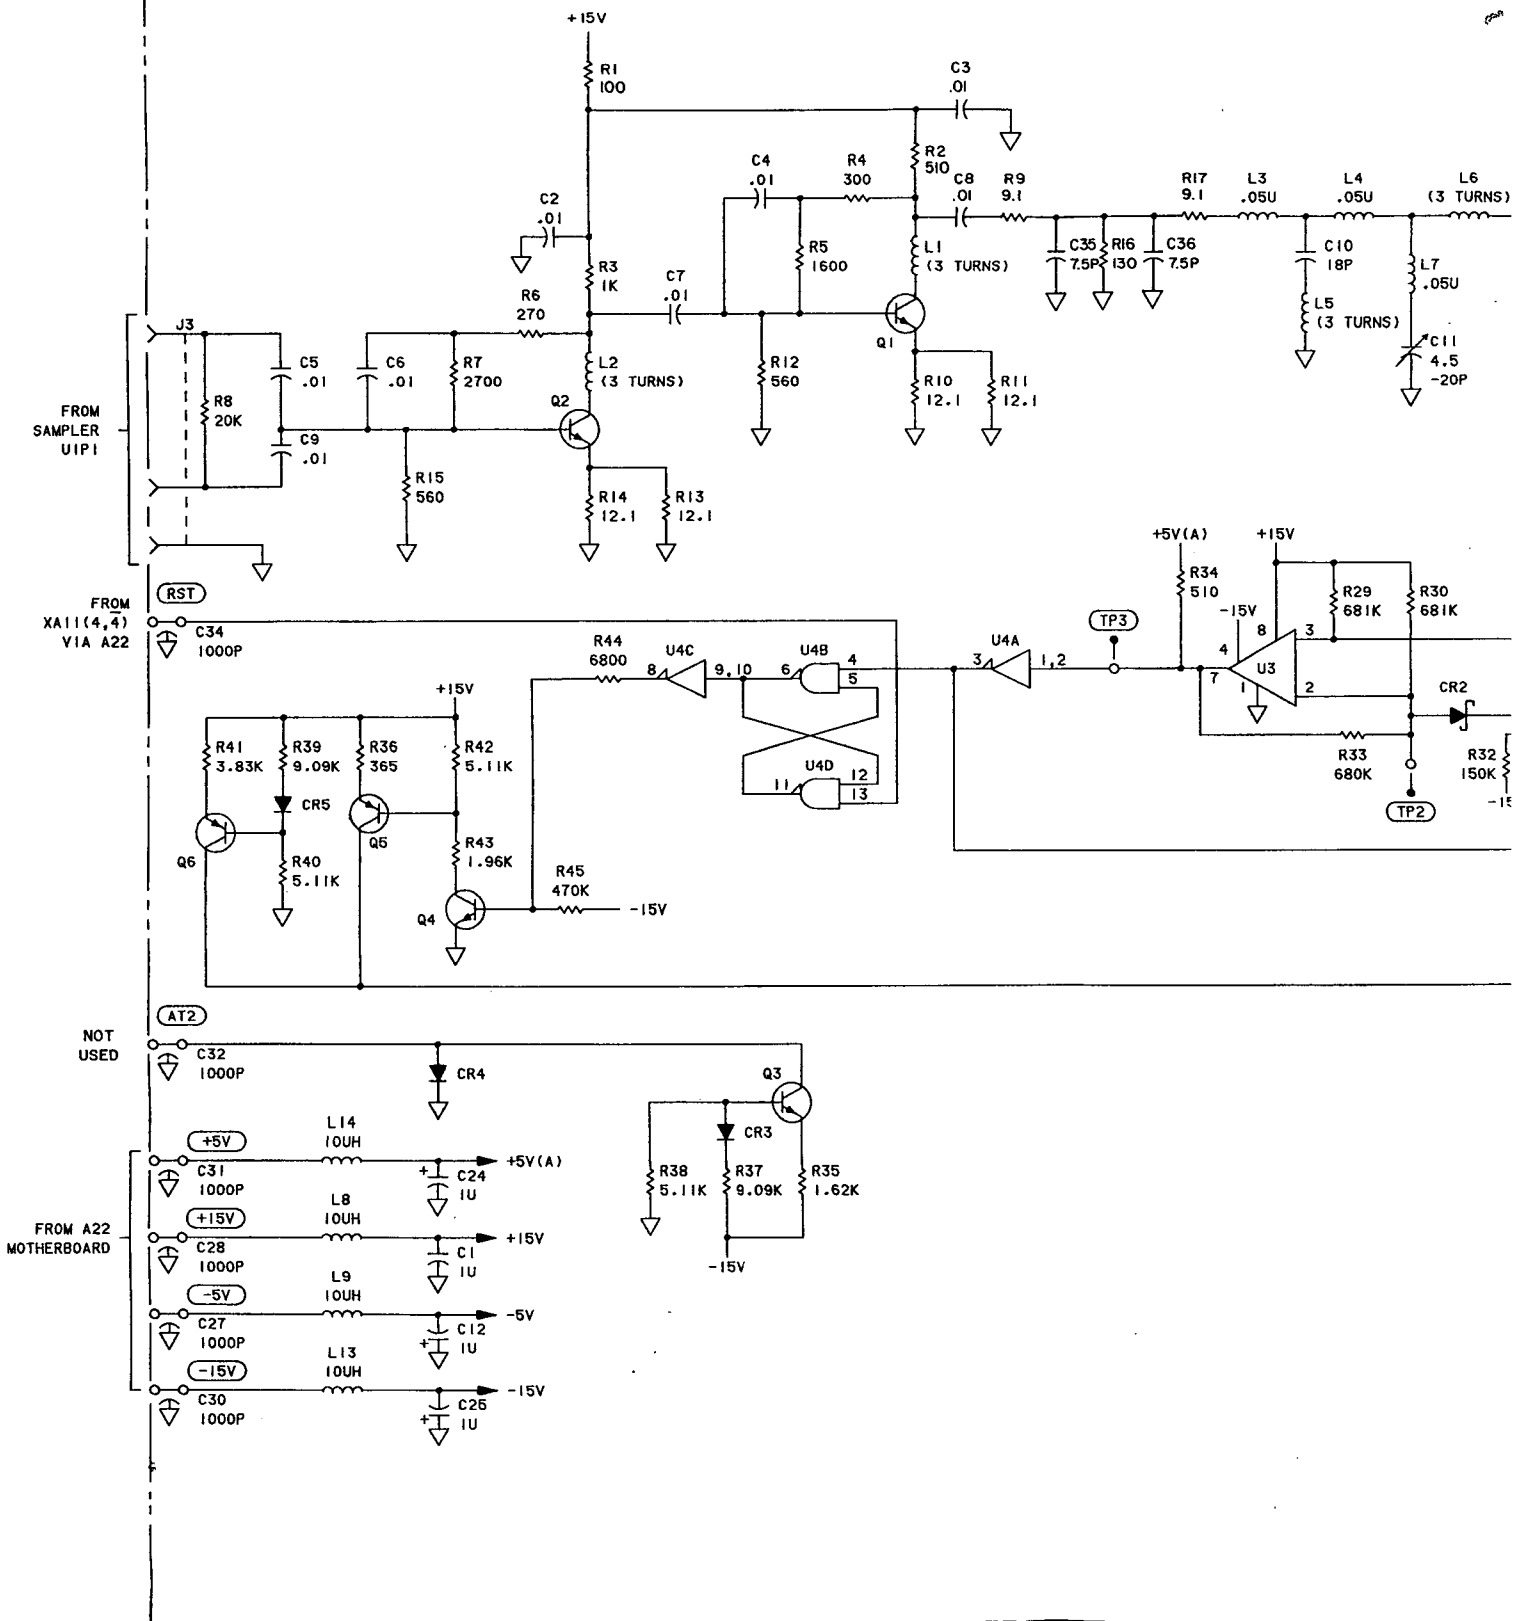 +15V
R1
100
C3
.01
R2
510
C4
.01
R4
300
C8
.01
R9
9.1
R17
9.1
L3
.05U
L4
.05U
L6
(3 TURNS)
C2
.01
R3
1K
R5
1600
L1
(3 TURNS)
C35
7.5P
R16
130
C36
7.5P
C10
18P
L7
.05U
C7
.01
R6
270
Q1
L5
(3 TURNS)
C11
4.5
-20P
J3
C5
.01
C6
.01
R7
2700
L2
(3 TURNS)
R12
560
R10
12.1
R11
12.1
R8
20K
Q2
FROM
SAMPLER
U1P1
C9
.01
R15
560
R14
12.1
R13
12.1
+5V(A)
+15V
R34
510
R29
681K
R30
681K
RST
FROM
XA11(4,4̅)
VIA A22
C34
1000P
TP3
-15V
8
3
4
7
U3
1
2
R44
6800
U4C
8
9,10
U4B
6
4
5
U4A
3
1,2
CR2
R33
680K
R32
150K
-15
TP2
U4D
11
12
13
+15V
R41
3.83K
R39
9.09K
R36
365
R42
5.11K
CR5
Q5
Q6
R40
5.11K
R43
1.96K
R45
470K
-15V
Q4
AT2
NOT
USED
C32
1000P
CR4
Q3
CR3
R38
5.11K
R37
9.09K
R35
1.62K
-15V
L14
10UH
+5V
C31
1000P
+5V(A)
C24
1U
+
L8
10UH
+15V
C28
1000P
+15V
C1
1U
FROM A22
MOTHERBOARD
L9
10UH
-5V
C27
1000P
-5V
C12
1U
+
L13
10UH
-15V
C30
1000P
-15V
C25
1U
+